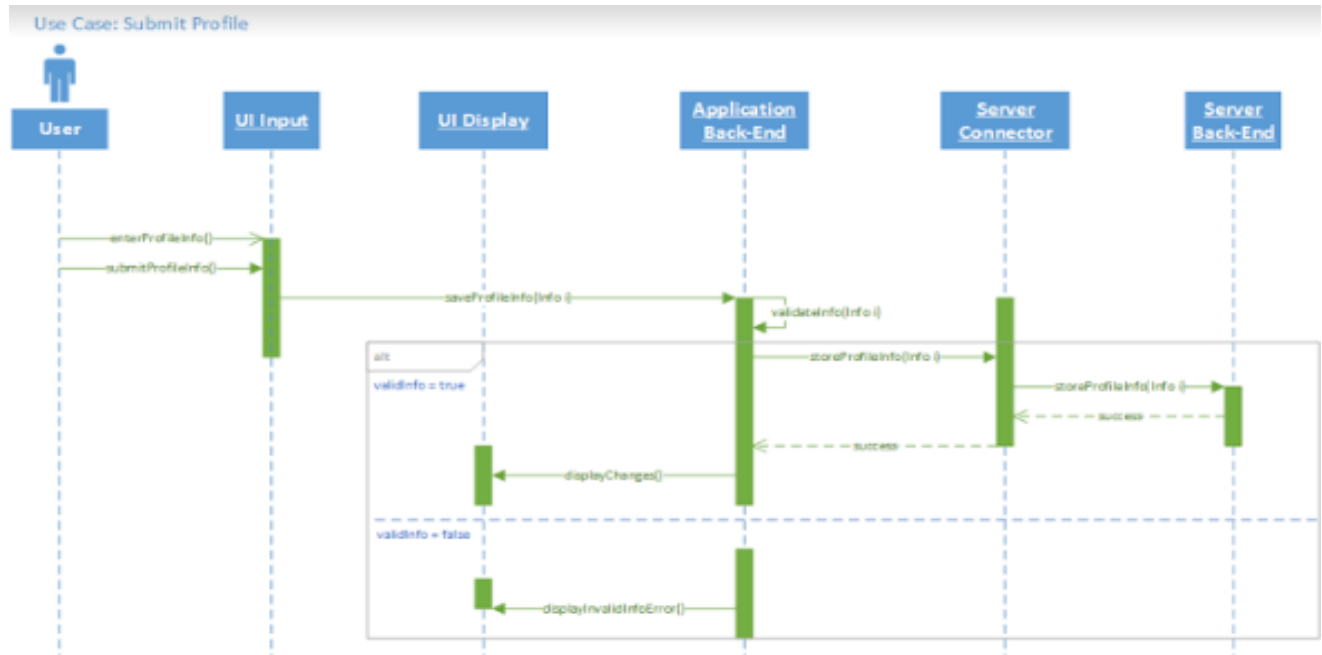 Use Case: Submit Profile
User
UI Input
UI Display
Application
Back-End
Server
Connector
Server
Back-End
enterProfileInfo()
submitProfileInfo()
saveProfileInfo(Info i)
validateInfo(Info i)
alt
storeProfileInfo(Info i)
validInfo = true
storeProfileInfo(Info i)
success
success
displayChanges()
validInfo = false
displayInvalidInfoError()